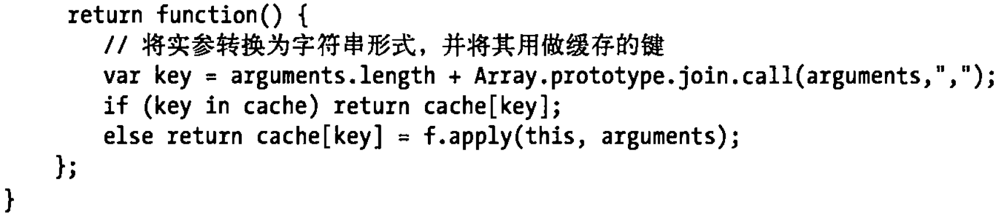 return function() {
// 将实参转换为字符串形式，并将其用做缓存的键
var key = arguments.length + Array.prototype.join.call(arguments,",");
if (key in cache) return cache[key];
else return cache[key] = f.apply(this, arguments);
};
}